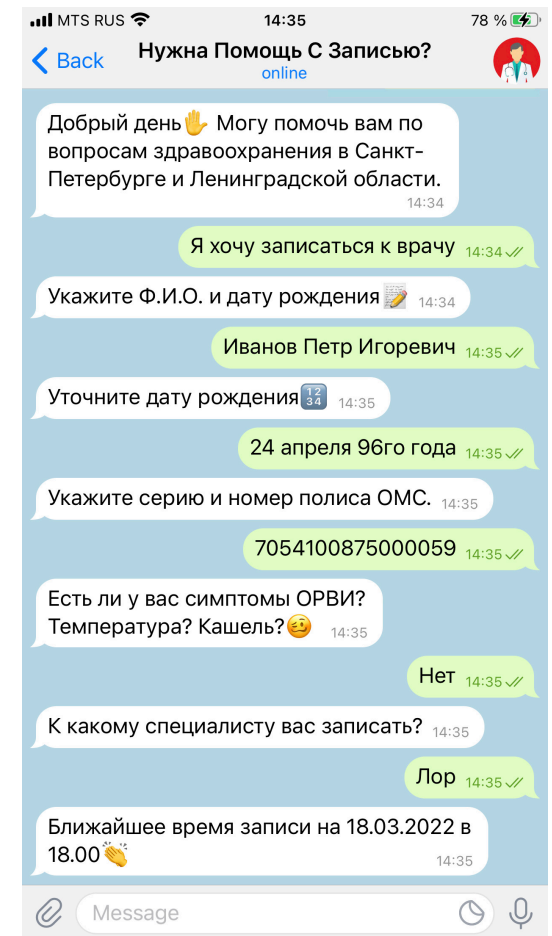 MTS RUS 14:35 78 %
Back Нужна Помощь С Записью?
online
Добрый день✋ Могу помочь вам по
вопросам здравоохранения в Санкт-
Петербурге и Ленинградской области.
14:34
Я хочу записаться к врачу 14:34
Укажите Ф.И.О. и дату рождения📝 14:34
Иванов Петр Игоревич 14:35
Уточните дату рождения🔢 14:35
24 апреля 96го года 14:35
Укажите серию и номер полиса ОМС. 14:35
7054100875000059 14:35
Есть ли у вас симптомы ОРВИ?
Температура? Кашель?🥴 14:35
Нет 14:35
К какому специалисту вас записать? 14:35
Лор 14:35
Ближайшее время записи на 18.03.2022 в
18.00👏 14:35
Message